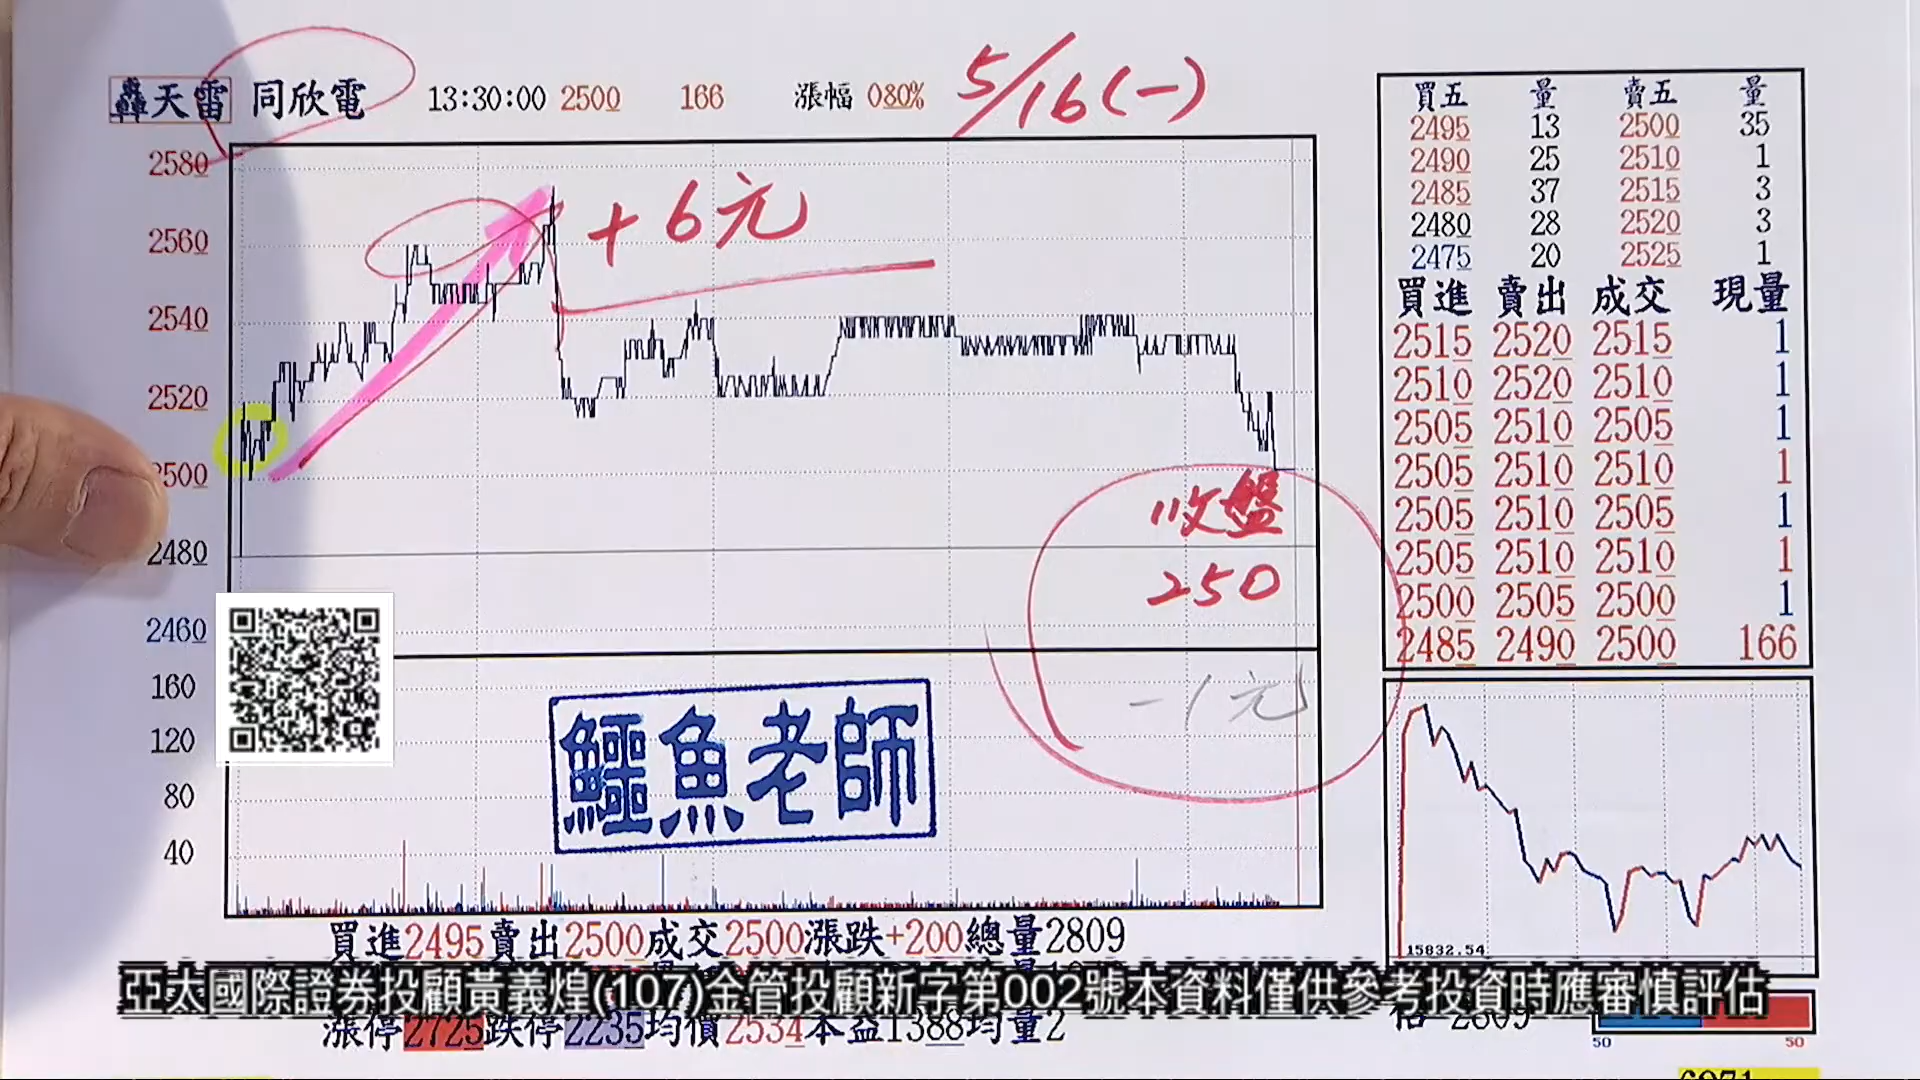 轟天雷 同欣電 13:30:00 2500 166 漲幅 080% 5/16(一)
2580
2560
2540
2520
2500
2480
2460
160
120
80
40
+6元
收盤
250
-1元
鱷魚老師
買五 量 賣五 量
2495 13 2500 35
2490 25 2510 1
2485 37 2515 3
2480 28 2520 3
2475 20 2525 1
買進 賣出 成交 現量
2515 2520 2515 1
2510 2520 2510 1
2505 2510 2505 1
2505 2510 2510 1
2505 2510 2505 1
2505 2510 2510 1
2500 2505 2500 1
2485 2490 2500 166
15832.54
買進2495賣出2500成交2500漲跌+200總量2809
亞太國際證券投顧黃義煌(107)金管投顧新字第002號本資料僅供參考投資時應審慎評估
漲停2725跌停2235均價2534本益1388均量2
50 50